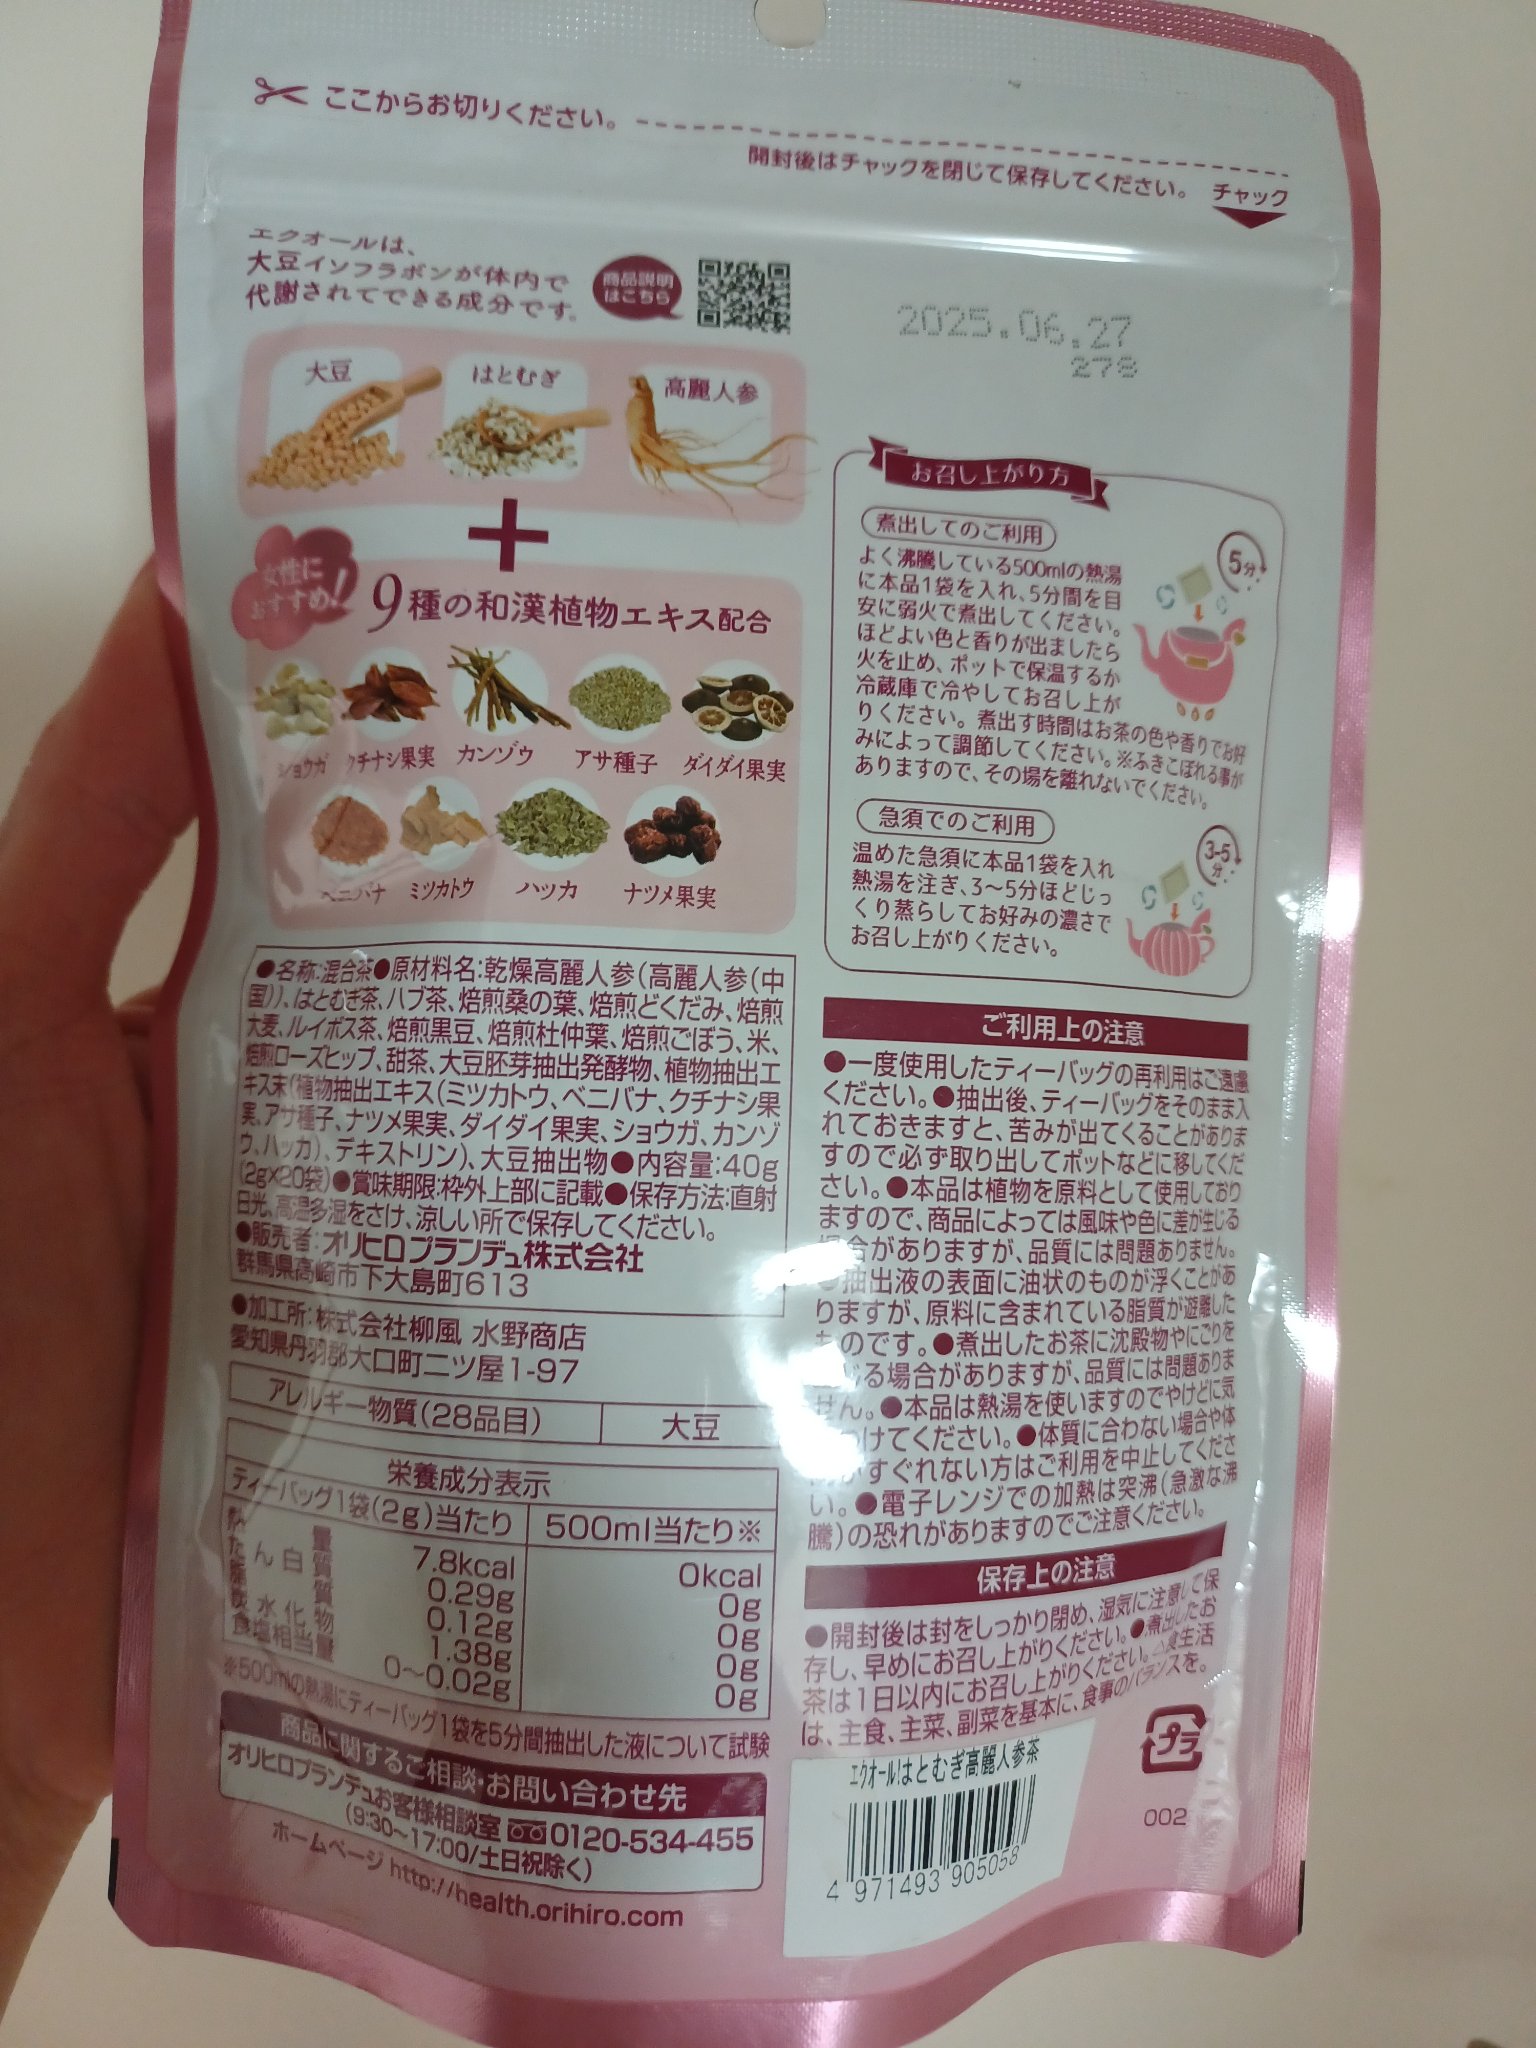 ここからお切りください。
開封後はチャックを閉じて保存してください。 チャック
エクオールは、
大豆イソフラボンが体内で
代謝されてできる成分です。
商品説明
はこちら
2025.06.27
278
大豆
はとむぎ
高麗人参
+
女性に
おすすめ!
9種の和漢植物エキス配合
ショウガ クチナシ果実 カンゾウ アサ種子 ダイダイ果実
ベニバナ ミツカトウ ハッカ ナツメ果実
お召し上がり方
煮出してのご利用
5分
よく沸騰している500mlの熱湯
に本品1袋を入れ、5分間を目
安に弱火で煮出してください。
ほどよい色と香りが出ましたら
火を止め、ポットで保温するか
冷蔵庫で冷やしてお召し上が
りください。煮出す時間はお茶の色や香りでお好
みによって調節してください。※ふきこぼれる事が
ありますので、その場を離れないでください。
急須でのご利用
3-5
分
温めた急須に本品1袋を入れ
熱湯を注ぎ、3〜5分ほどじっ
くり蒸らしてお好みの濃さで
お召し上がりください。
●名称:混合茶●原材料名:乾燥高麗人参(高麗人参(中
国))、はとむぎ茶、ハブ茶、焙煎桑の葉、焙煎どくだみ、焙煎
大麦、ルイボス茶、焙煎黒豆、焙煎杜仲葉、焙煎ごぼう、米、
焙煎ローズヒップ、甜茶、大豆胚芽抽出発酵物、植物抽出エ
キス末(植物抽出エキス(ミツカトウ、ベニバナ、クチナシ果
実、アサ種子、ナツメ果実、ダイダイ果実、ショウガ、カンゾ
ウ、ハッカ)、デキストリン)、大豆抽出物●内容量:40g
(2g×20袋)●賞味期限:枠外上部に記載●保存方法:直射
日光、高温多湿をさけ、涼しい所で保存してください。
●販売者:オリヒロプランデュ株式会社
群馬県高崎市下大島町613
●加工所:株式会社柳風 水野商店
愛知県丹羽郡大口町二ツ屋1-97
アレルギー物質(28品目) 大豆
栄養成分表示
ティーバッグ1袋(2g)当たり 500ml当たり※
熱量 7.8kcal 0kcal
たん白質 0.29g 0g
脂質 0.12g 0g
炭水化物 1.38g 0g
食塩相当量 0〜0.02g 0g
※500mlの熱湯にティーバッグ1袋を5分間抽出した液について試験
商品に関するご相談・お問い合わせ先
オリヒロプランデュお客様相談室 0120-534-455
(9:30〜17:00/土日祝除く)
ホームページ http://health.orihiro.com
ご利用上の注意
●一度使用したティーバッグの再利用はご遠慮
ください。●抽出後、ティーバッグをそのまま入
れておきますと、苦みが出てくることがありま
すので必ず取り出してポットなどに移してくだ
さい。●本品は植物を原料として使用しており
ますので、商品によっては風味や色に差が生じる
場合がありますが、品質には問題ありません。
●抽出液の表面に油状のものが浮くことがあ
りますが、原料に含まれている脂質が遊離した
ものです。●煮出したお茶に沈殿物やにごりを
じる場合がありますが、品質には問題ありま
せん。●本品は熱湯を使いますのでやけどに気
けてください。●体質に合わない場合や体
すぐれない方はご利用を中止してくださ
い。●電子レンジでの加熱は突沸(急激な沸
騰)の恐れがありますのでご注意ください。
保存上の注意
●開封後は封をしっかり閉め、湿気に注意して保
存し、早めにお召し上がりください。●煮出したお
茶は1日以内にお召し上がりください。△食生活
は、主食、主菜、副菜を基本に、食事のバランスを。
エクオール!はとむぎ高麗人参茶
4 971493 905058
プラ
002